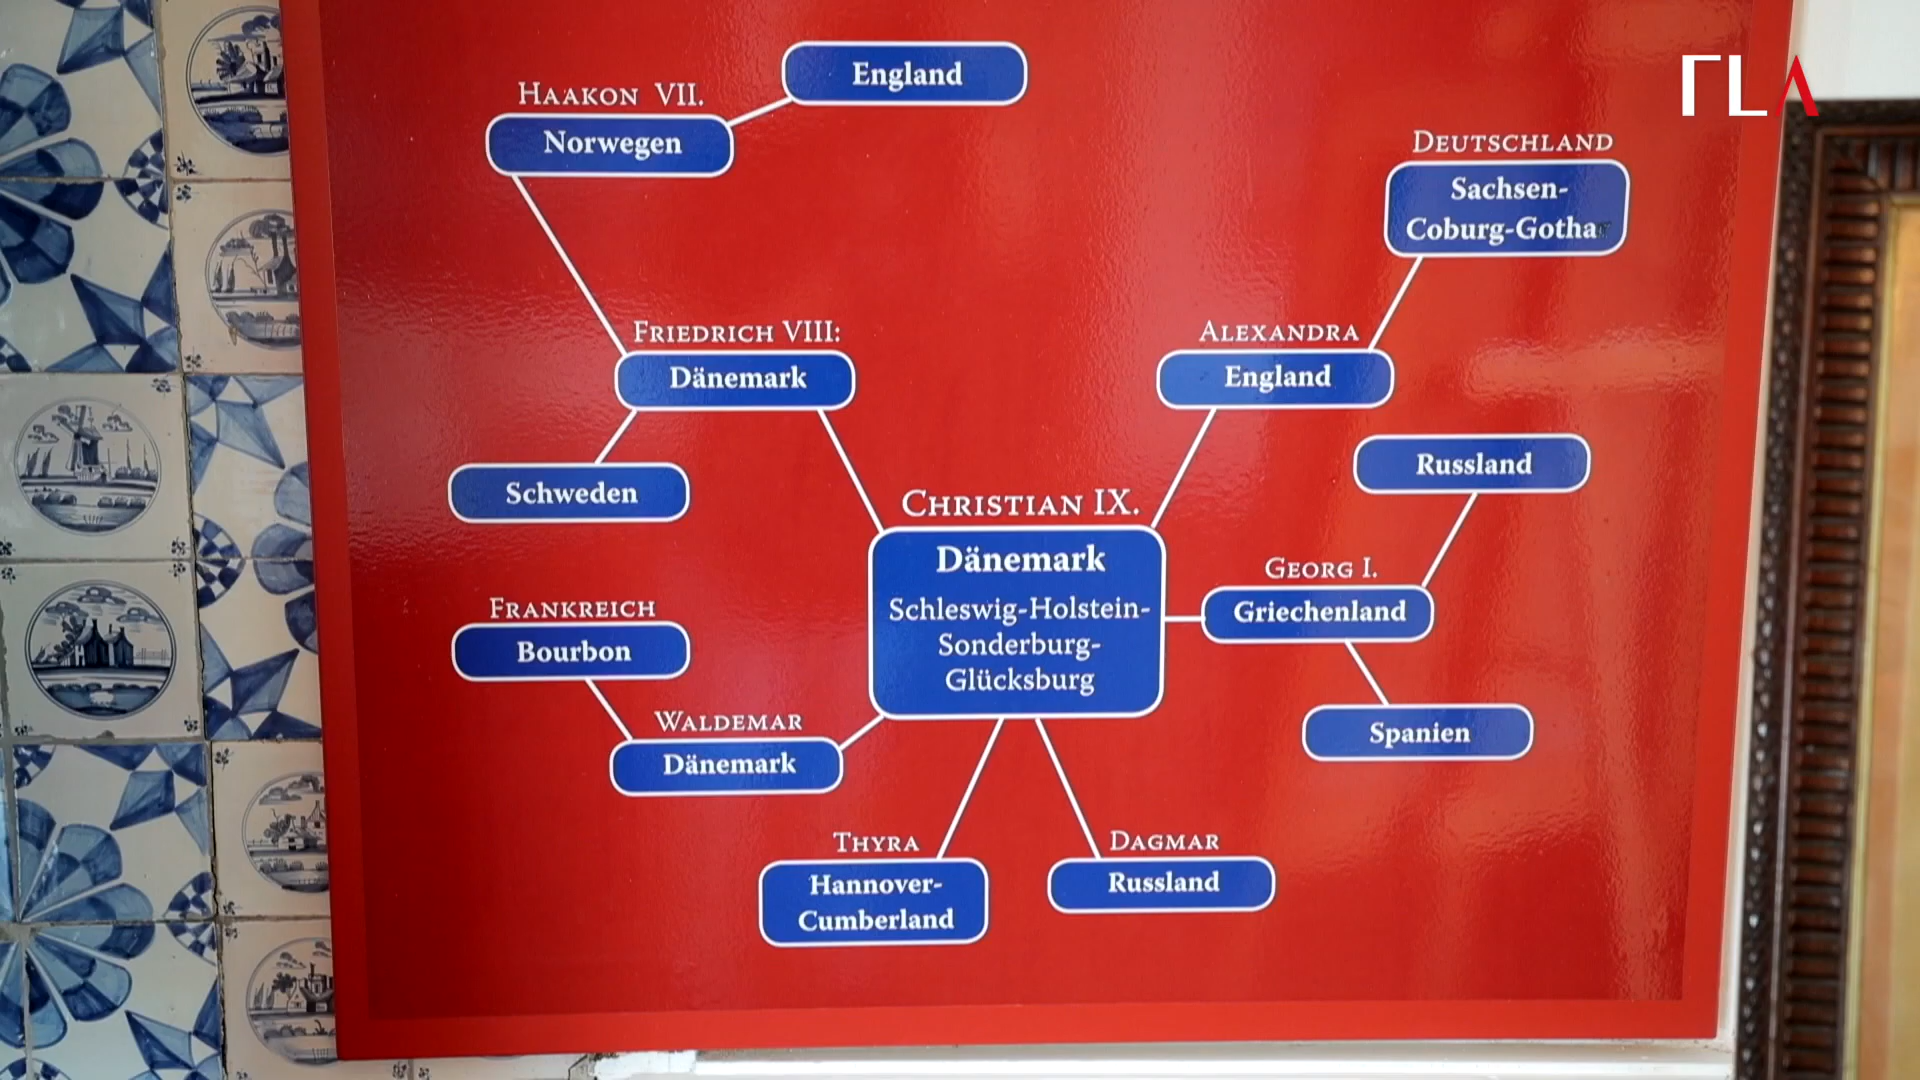 ΓLΛ
England
HAAKON VII.
Norwegen
DEUTSCHLAND
Sachsen-
Coburg-Gotha
FRIEDRICH VIII:
Dänemark
ALEXANDRA
England
Schweden
Russland
CHRISTIAN IX.
Dänemark
Schleswig-Holstein-
Sonderburg-
Glücksburg
GEORG I.
Griechenland
FRANKREICH
Bourbon
Spanien
WALDEMAR
Dänemark
THYRA
Hannover-
Cumberland
DAGMAR
Russland